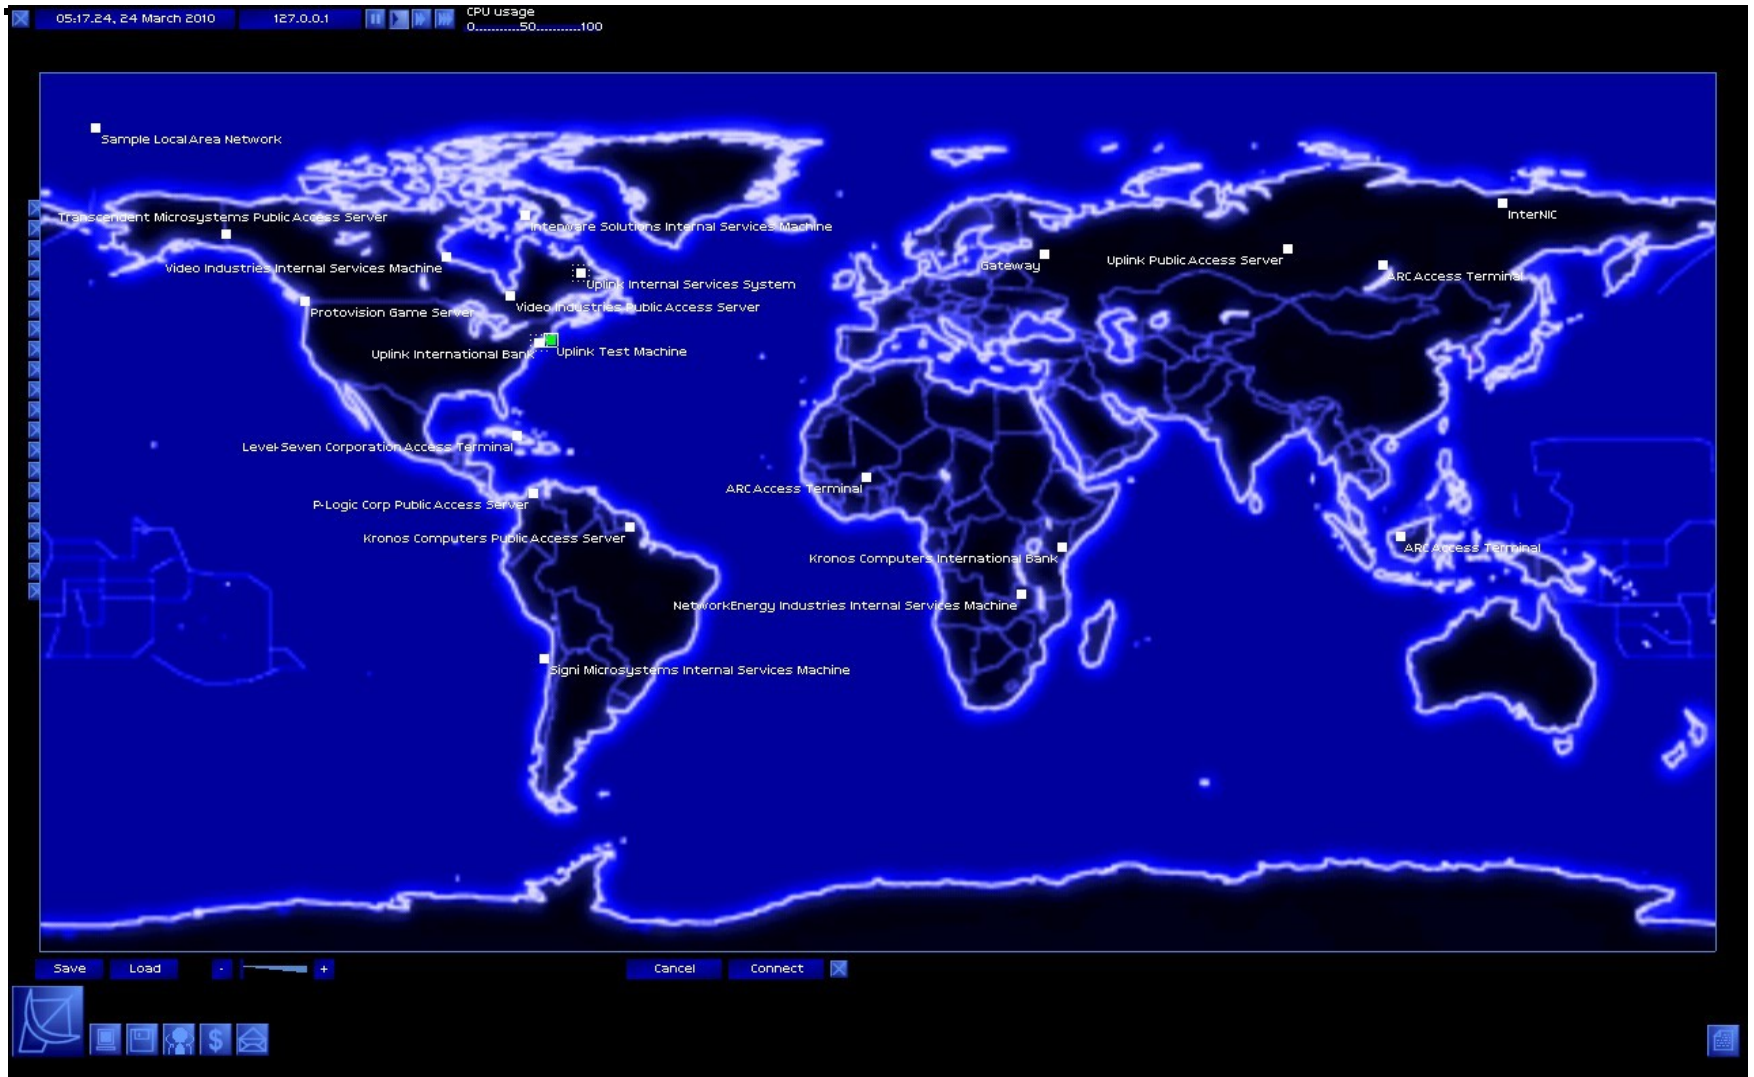 05:17.24, 24 March 2010
127.0.0.1
CPU usage
0............50............100
Sample Local Area Network
Transcendent Microsystems Public Access Server
InterNIC
Interware Solutions Internal Services Machine
Gateway
Uplink Public Access Server
Video Industries Internal Services Machine
ARC Access Terminal
Uplink Internal Services System
Protovision Game Server
Video Industries Public Access Server
Uplink International Bank
Uplink Test Machine
Level-Seven Corporation Access Terminal
ARC Access Terminal
P-Logic Corp Public Access Server
Kronos Computers Public Access Server
ARC Access Terminal
Kronos Computers International Bank
NetworkEnergy Industries Internal Services Machine
Signi Microsystems Internal Services Machine
Save
Load
-
+
Cancel
Connect
$